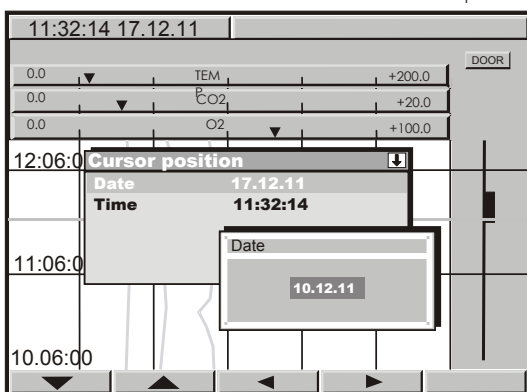 11:32:14 17.12.11
DOOR
0.0 TEMP +200.0
0.0 CO2 +20.0
0.0 O2 +100.0
12:06:0
Cursor position
Date 17.12.11
Time 11:32:14
Date
11:06:0
10.12.11
10.06:00